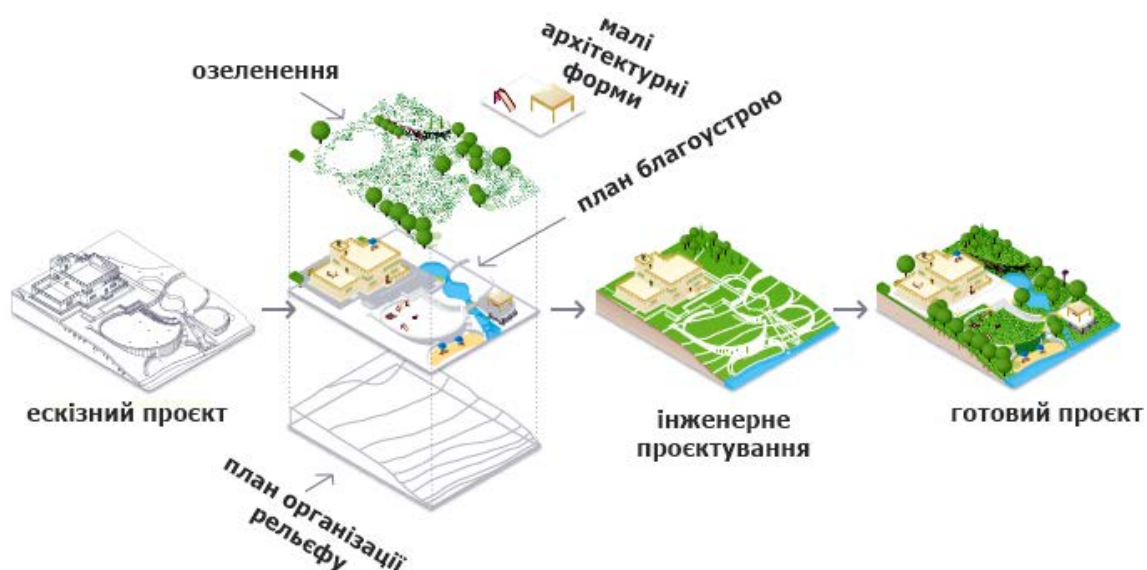 малі
архітектурні
форми
озеленення
план благоустрою
ескізний проєкт
інженерне
проєктування
готовий проєкт
план організації
рельєфу